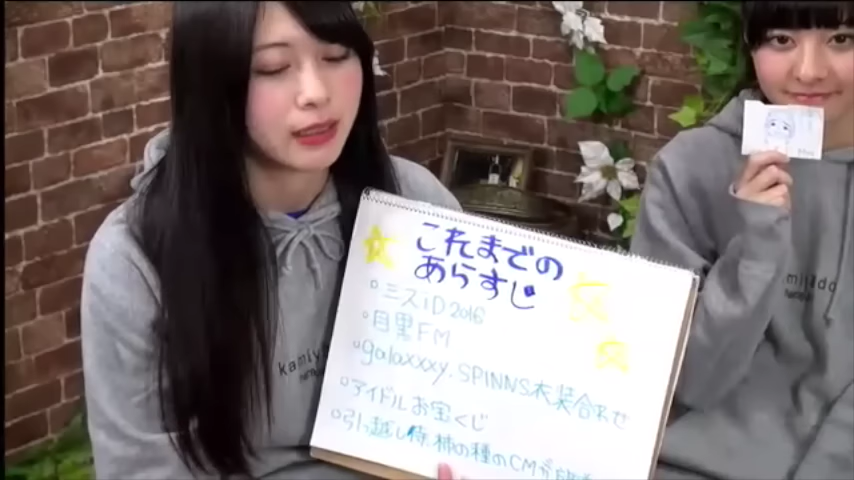 これまでの
あらすじ
○ミスiD2016
○目黒FM
○galaxxxy.SPINNS衣装合わせ
○アイドルお宝くじ
○引っ越し侍.柿の種のCMが
kamiy